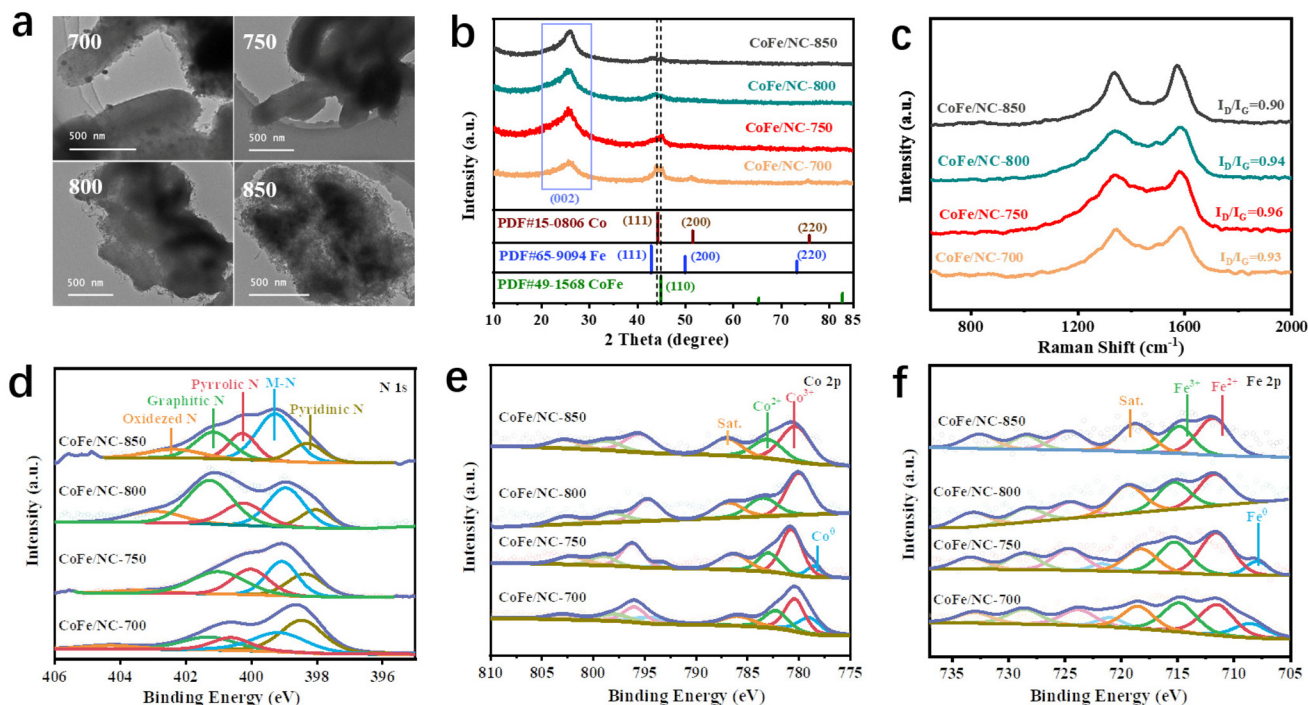 a
700
500 nm
750
500 nm
800
500 nm
850
500 nm
b
CoFe/NC-850
CoFe/NC-800
CoFe/NC-750
CoFe/NC-700
(002)
PDF#15-0806 Co
(111)
(200)
(220)
PDF#65-9094 Fe
(111)
(200)
(220)
PDF#49-1568 CoFe
(110)
10 20 30 40 50 60 70 80 85
2 Theta (degree)
Intensity (a.u.)
c
CoFe/NC-850
I_D/I_G=0.90
CoFe/NC-800
I_D/I_G=0.94
CoFe/NC-750
I_D/I_G=0.96
CoFe/NC-700
I_D/I_G=0.93
800 1200 1600 2000
Raman Shift (cm⁻¹)
Intensity (a.u.)
d
N 1s
Oxidezed N
Graphitic N
Pyrrolic N
M-N
Pyridinic N
CoFe/NC-850
CoFe/NC-800
CoFe/NC-750
CoFe/NC-700
406 404 402 400 398 396
Binding Energy (eV)
Intensity (a.u.)
e
Co 2p
Sat.
Co²⁺
Co³⁺
Co⁰
CoFe/NC-850
CoFe/NC-800
CoFe/NC-750
CoFe/NC-700
810 805 800 795 790 785 780 775
Binding Energy (eV)
Intensity (a.u.)
f
Fe 2p
Sat.
Fe³⁺
Fe²⁺
Fe⁰
CoFe/NC-850
CoFe/NC-800
CoFe/NC-750
CoFe/NC-700
735 730 725 720 715 710 705
Binding Energy (eV)
Intensity (a.u.)